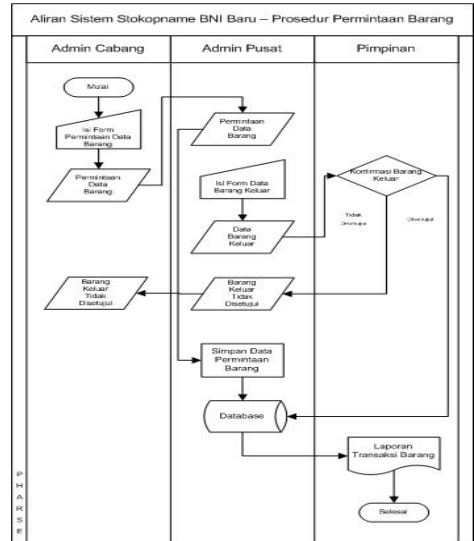 Aliran Sistem Stokopname BNI Baru – Prosedur Permintaan Barang
Admin Cabang
Admin Pusat
Pimpinan
Mulai
Isi Form
Permintaan Data
Barang
Permintaan
Data
Barang
Permintaan
Data
Barang
Isi Form Data
Barang Keluar
Data
Barang
Keluar
Konfirmasi Barang
Keluar
Tidak
Disetujui
Disetujui
Barang
Keluar
Tidak
Disetujui
Barang
Keluar
Tidak
Disetujui
Simpan Data
Permintaan
Barang
Database
Laporan
Transaksi Barang
Selesai
P
H
A
R
S
E